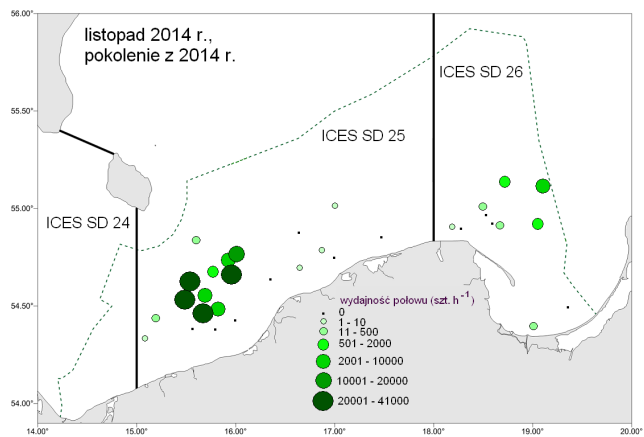 56.00°
listopad 2014 r.,
pokolenie z 2014 r.
ICES SD 26
55.50°
ICES SD 25
55.00°
ICES SD 24
54.50°
54.00°
wydajność połowu (szt. h⁻¹)
0
1 - 10
11 - 500
501 - 2000
2001 - 10000
10001 - 20000
20001 - 41000
14.00° 15.00° 16.00° 17.00° 18.00° 19.00° 20.00°